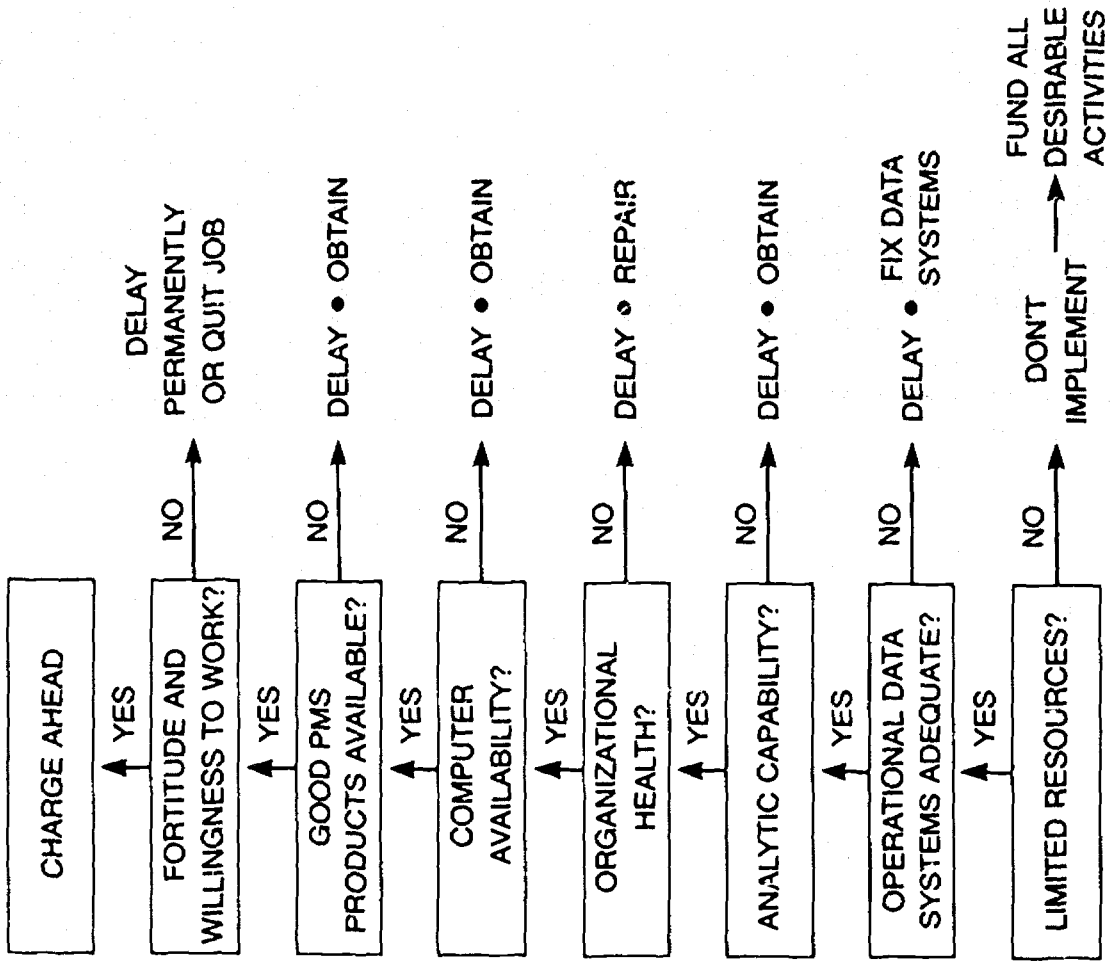 CHARGE AHEAD
YES
FORTITUDE AND
WILLINGNESS TO WORK?
NO
DELAY
PERMANENTLY
OR QUIT JOB
YES
GOOD PMS
PRODUCTS AVAILABLE?
NO
DELAY • OBTAIN
YES
COMPUTER
AVAILABILITY?
NO
DELAY • OBTAIN
YES
ORGANIZATIONAL
HEALTH?
NO
DELAY • REPAIR
YES
ANALYTIC CAPABILITY?
NO
DELAY • OBTAIN
YES
OPERATIONAL DATA
SYSTEMS ADEQUATE?
NO
DELAY • FIX DATA
SYSTEMS
YES
LIMITED RESOURCES?
NO
DON'T
IMPLEMENT
FUND ALL
DESIRABLE
ACTIVITIES